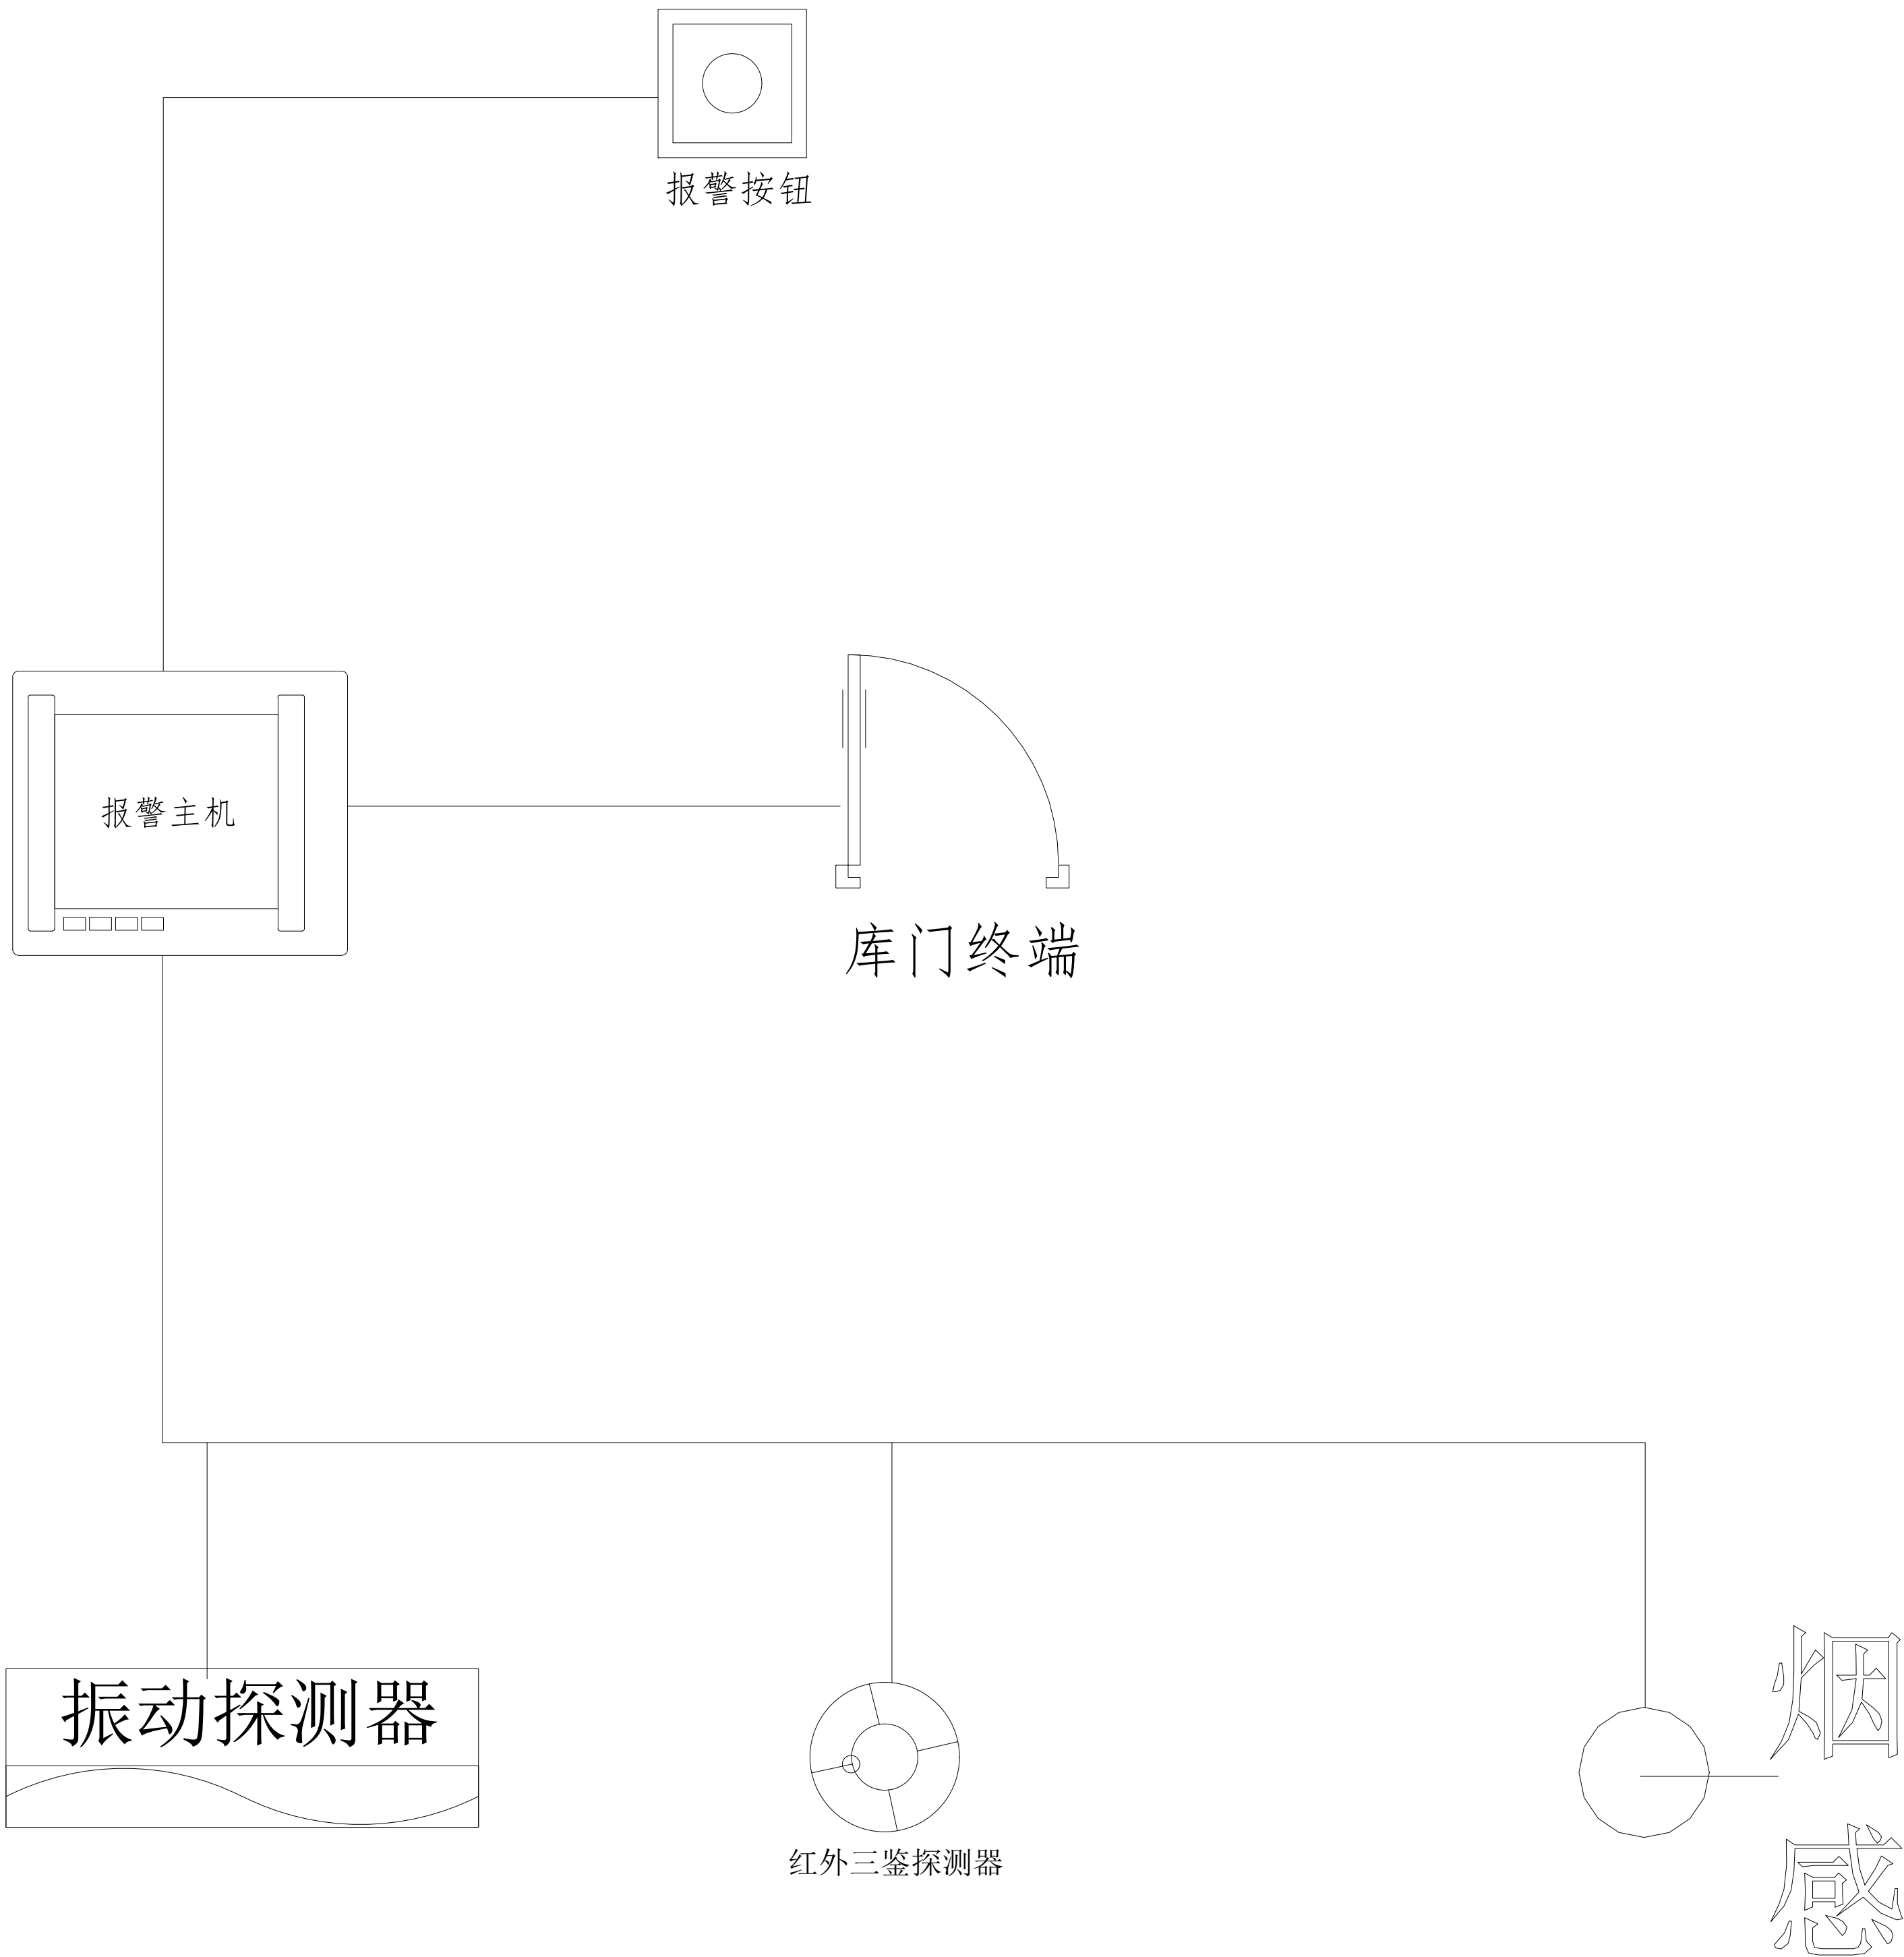 报警按钮
报警主机
库门终端
振动探测器
红外三鉴探测器
烟
感